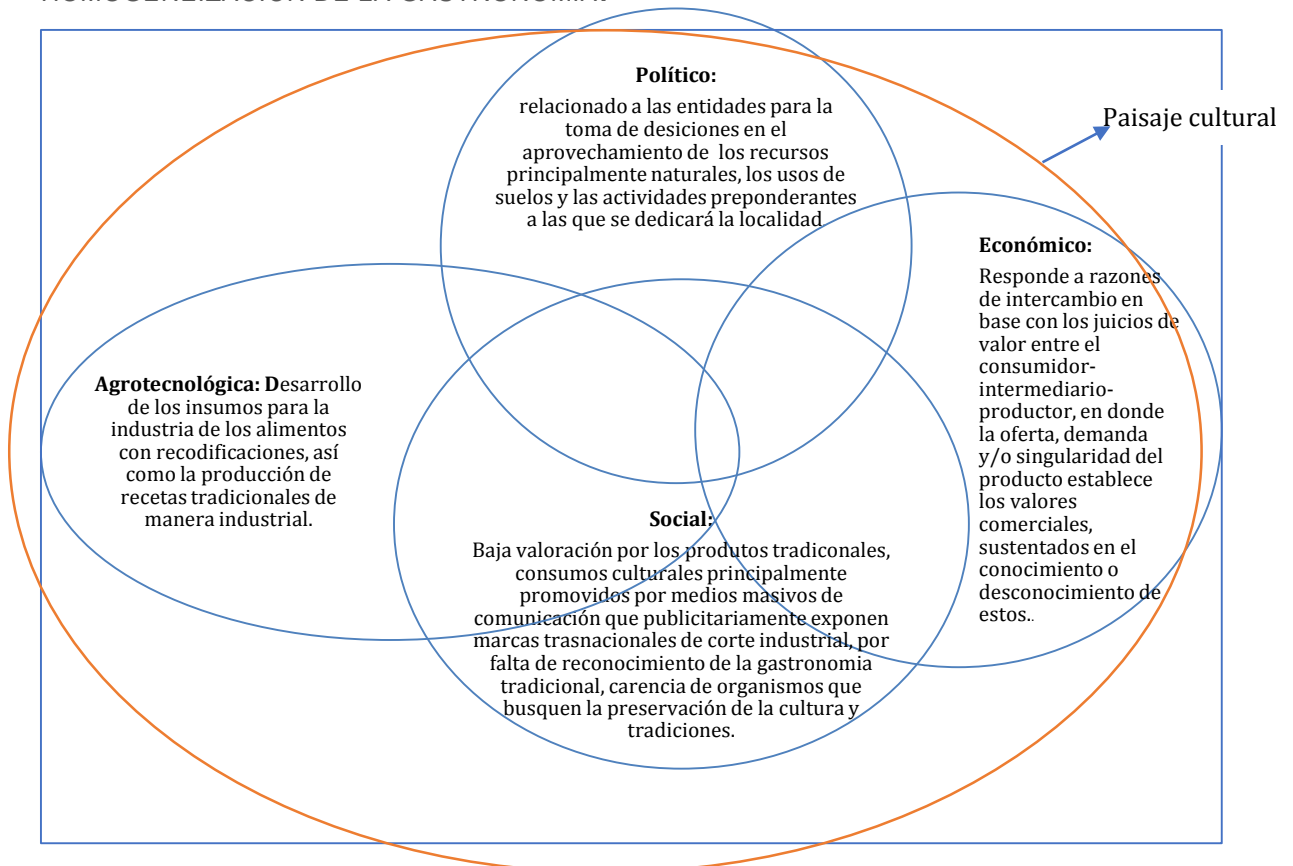 HOMOGENEIZACIÓN DE LA GASTRONOMÍA.
Político:
relacionado a las entidades para la
toma de desiciones en el
aprovechamiento de los recursos
principalmente naturales, los usos de
suelos y las actividades preponderantes
a las que se dedicará la localidad
Paisaje cultural
Económico:
Responde a razones
de intercambio en
base con los juicios de
valor entre el
consumidor-
intermediario-
productor, en donde
la oferta, demanda
y/o singularidad del
producto establece
los valores
comerciales,
sustentados en el
conocimiento o
desconocimiento de
estos..
Agrotecnológica: Desarrollo
de los insumos para la
industria de los alimentos
con recodificaciones, así
como la producción de
recetas tradicionales de
manera industrial.
Social:
Baja valoración por los produtos tradiconales,
consumos culturales principalmente
promovidos por medios masivos de
comunicación que publicitariamente exponen
marcas trasnacionales de corte industrial, por
falta de reconocimiento de la gastronomia
tradicional, carencia de organismos que
busquen la preservación de la cultura y
tradiciones.